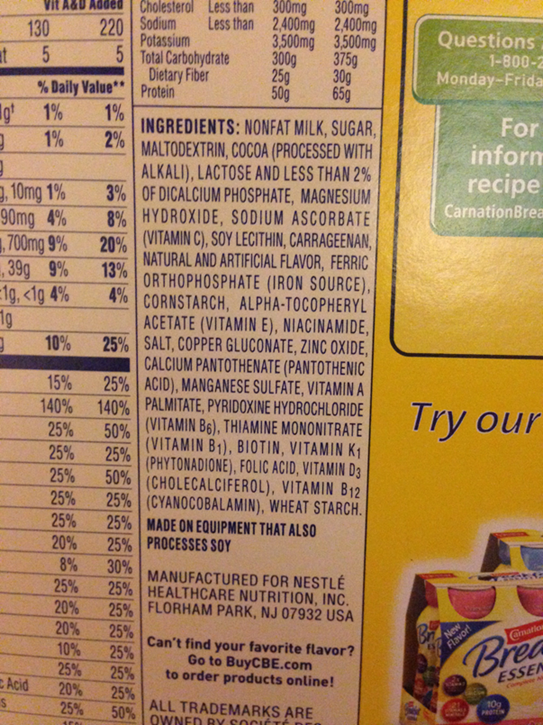 Vit A&D Added
130 220
5 5
% Daily Value**
1% 1%
1% 2%
10mg 1% 3%
90mg 4% 8%
700mg 9% 20%
39g 9% 13%
<1g 4% 4%
10% 25%
15% 25%
140% 140%
25% 50%
25% 25%
25% 50%
25% 25%
25% 25%
20% 25%
8% 30%
25% 25%
20% 25%
20% 25%
10% 25%
25% 25%
Acid 20% 25%
25% 50%
Cholesterol Less than 300mg 300mg
Sodium Less than 2,400mg 2,400mg
Potassium 3,500mg 3,500mg
Total Carbohydrate 300g 375g
Dietary Fiber 25g 30g
Protein 50g 65g
INGREDIENTS: NONFAT MILK, SUGAR,
MALTODEXTRIN, COCOA (PROCESSED WITH
ALKALI), LACTOSE AND LESS THAN 2%
OF DICALCIUM PHOSPHATE, MAGNESIUM
HYDROXIDE, SODIUM ASCORBATE
(VITAMIN C), SOY LECITHIN, CARRAGEENAN,
NATURAL AND ARTIFICIAL FLAVOR, FERRIC
ORTHOPHOSPHATE (IRON SOURCE),
CORNSTARCH, ALPHA-TOCOPHERYL
ACETATE (VITAMIN E), NIACINAMIDE,
SALT, COPPER GLUCONATE, ZINC OXIDE,
CALCIUM PANTOTHENATE (PANTOTHENIC
ACID), MANGANESE SULFATE, VITAMIN A
PALMITATE, PYRIDOXINE HYDROCHLORIDE
(VITAMIN B6), THIAMINE MONONITRATE
(VITAMIN B1), BIOTIN, VITAMIN K1
(PHYTONADIONE), FOLIC ACID, VITAMIN D3
(CHOLECALCIFEROL), VITAMIN B12
(CYANOCOBALAMIN), WHEAT STARCH.
MADE ON EQUIPMENT THAT ALSO
PROCESSES SOY
MANUFACTURED FOR NESTLÉ
HEALTHCARE NUTRITION, INC.
FLORHAM PARK, NJ 07932 USA
Can't find your favorite flavor?
Go to BuyCBE.com
to order products online!
ALL TRADEMARKS ARE
OWNED BY SOCIÉTÉ DES
Questions
1-800-2
Monday-Frida
For
inform
recipe
CarnationBrea
Try our
New
Flavor!
Carnation
Brea
ESSEN
10g
PROTEIN